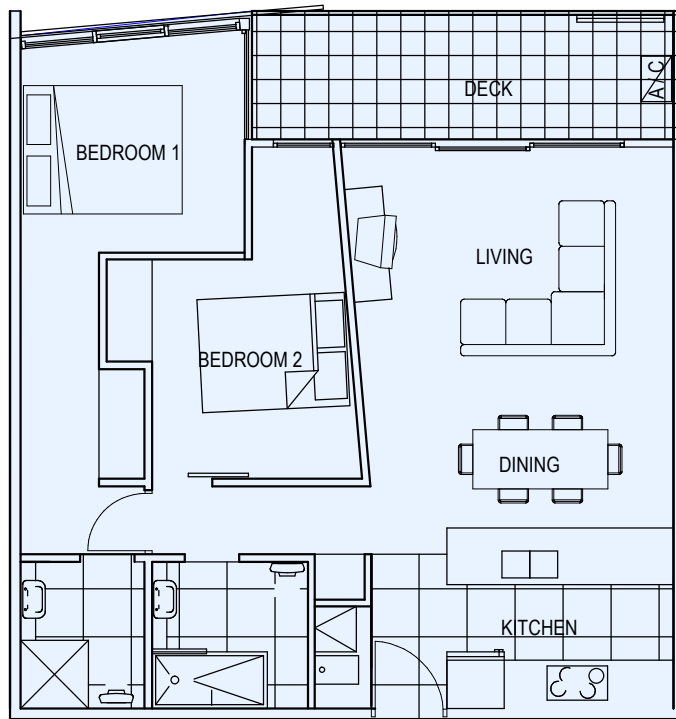 DECK
A/C
BEDROOM 1
LIVING
BEDROOM 2
DINING
KITCHEN